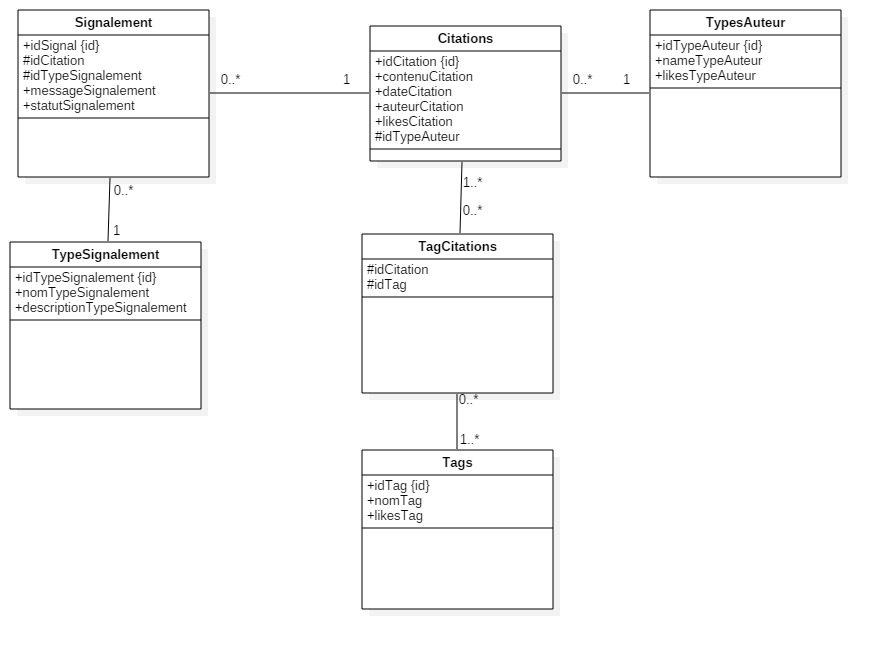 Signalement
+idSignal {id}
#idCitation
#idTypeSignalement
+messageSignalement
+statutSignalement
0..*
1
Citations
+idCitation {id}
+contenuCitation
+dateCitation
+auteurCitation
+likesCitation
#idTypeAuteur
0..*
1
TypesAuteur
+idTypeAuteur {id}
+nameTypeAuteur
+likesTypeAuteur
0..*
1
TypeSignalement
+idTypeSignalement {id}
+nomTypeSignalement
+descriptionTypeSignalement
1..*
0..*
TagCitations
#idCitation
#idTag
0..*
1..*
Tags
+idTag {id}
+nomTag
+likesTag